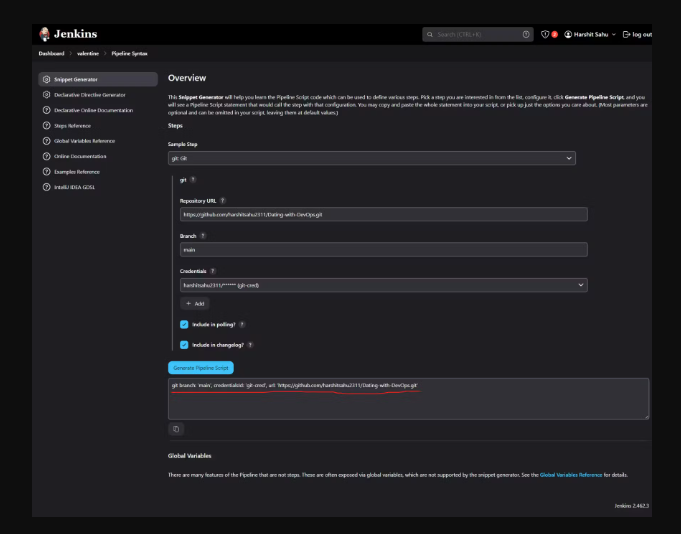 Jenkins
Search (CTRL+K)
Harshit Sahu
log out
Dashboard > valentine > Pipeline Syntax
Snippet Generator
Declarative Directive Generator
Declarative Online Documentation
Steps Reference
Global Variables Reference
Online Documentation
Examples Reference
IntelliJ IDEA GDSL
Overview
This Snippet Generator will help you learn the Pipeline Script code which can be used to define various steps. Pick a step you are interested in from the list, configure it, click Generate Pipeline Script, and you
will see a Pipeline Script statement that would call the step with that configuration. You may copy and paste the whole statement into your script, or pick up just the options you care about. (Most parameters are
optional and can be omitted in your script, leaving them at default values.)
Steps
Sample Step
git: Git
git ?
Repository URL ?
https://github.com/harshitsahu2311/Dating-with-DevOps.git
Branch ?
main
Credentials ?
harshitsahu2311/****** (git-cred)
+ Add
Include in polling? ?
Include in changelog? ?
Generate Pipeline Script
git branch: 'main', credentialsId: 'git-cred', url: 'https://github.com/harshitsahu2311/Dating-with-DevOps.git'
Global Variables
There are many features of the Pipeline that are not steps. These are often exposed via global variables, which are not supported by the snippet generator. See the Global Variables Reference for details.
Jenkins 2.462.3